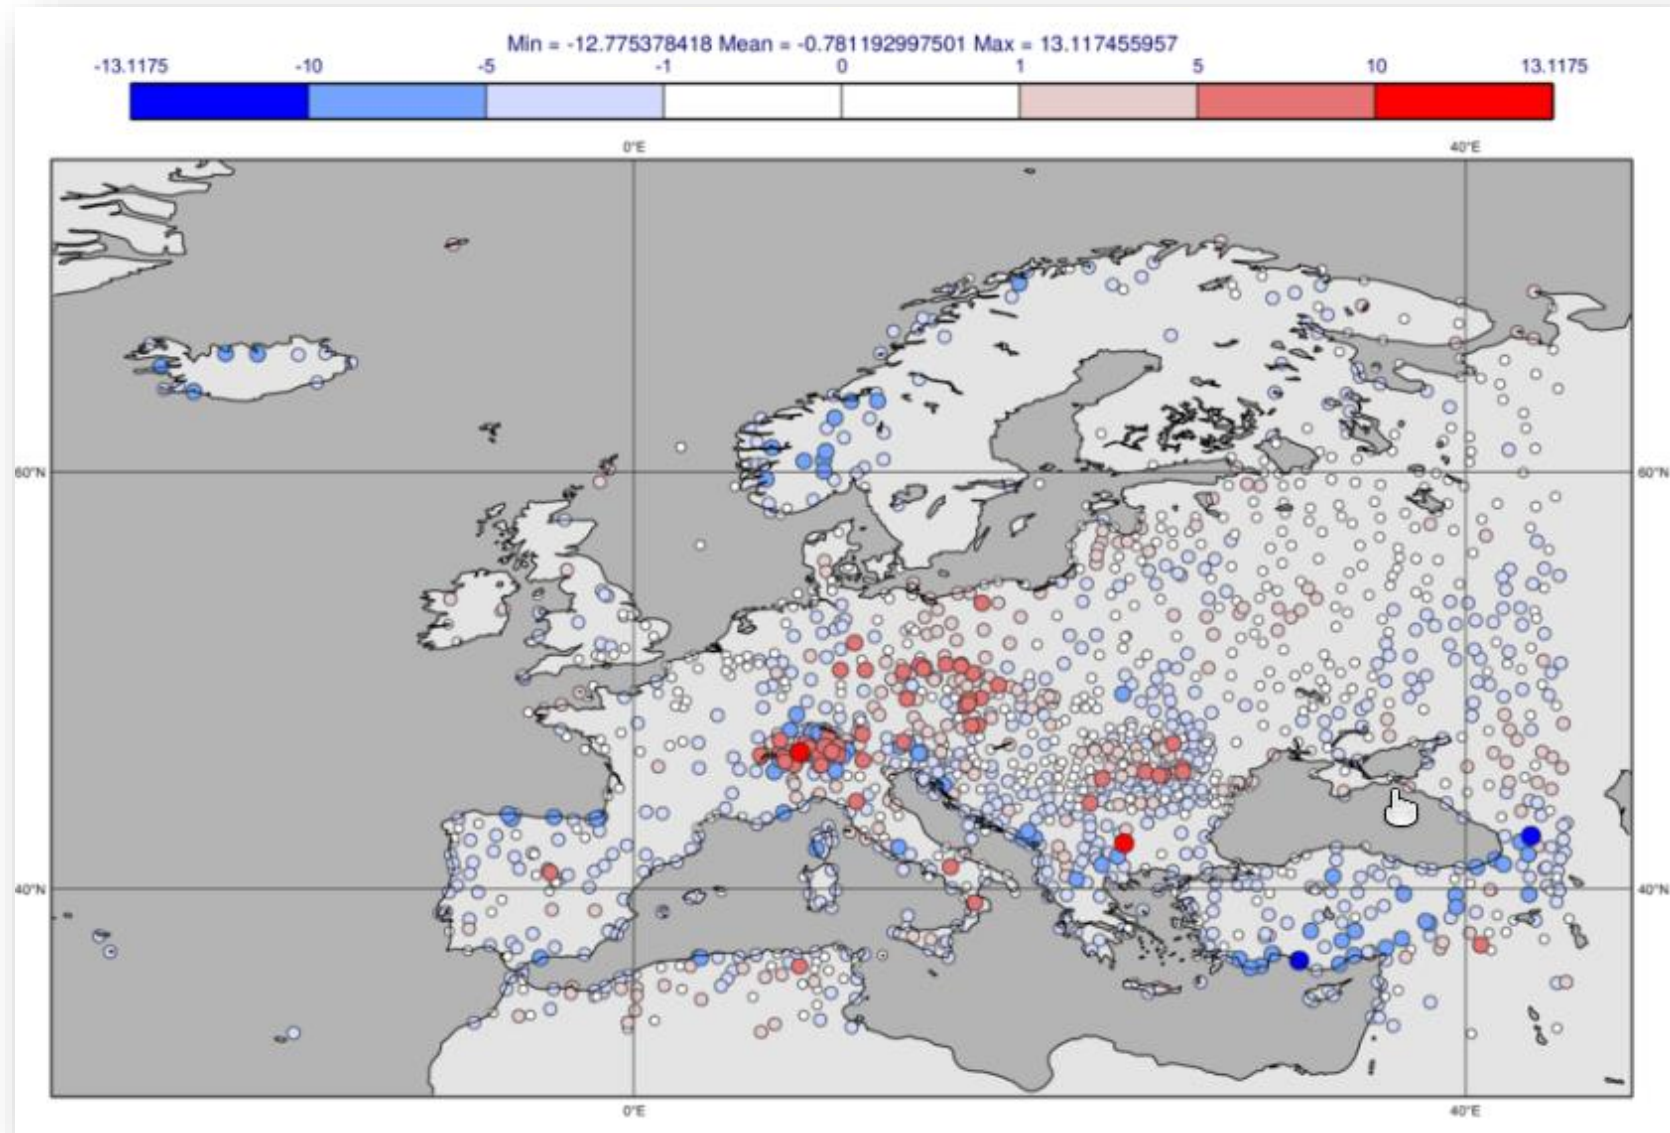 Min = -12.775378418 Mean = -0.781192997501 Max = 13.117455957
-13.1175 -10 -5 -1 0 1 5 10 13.1175
0°E 40°E
60°N 60°N
40°N 40°N
0°E 40°E